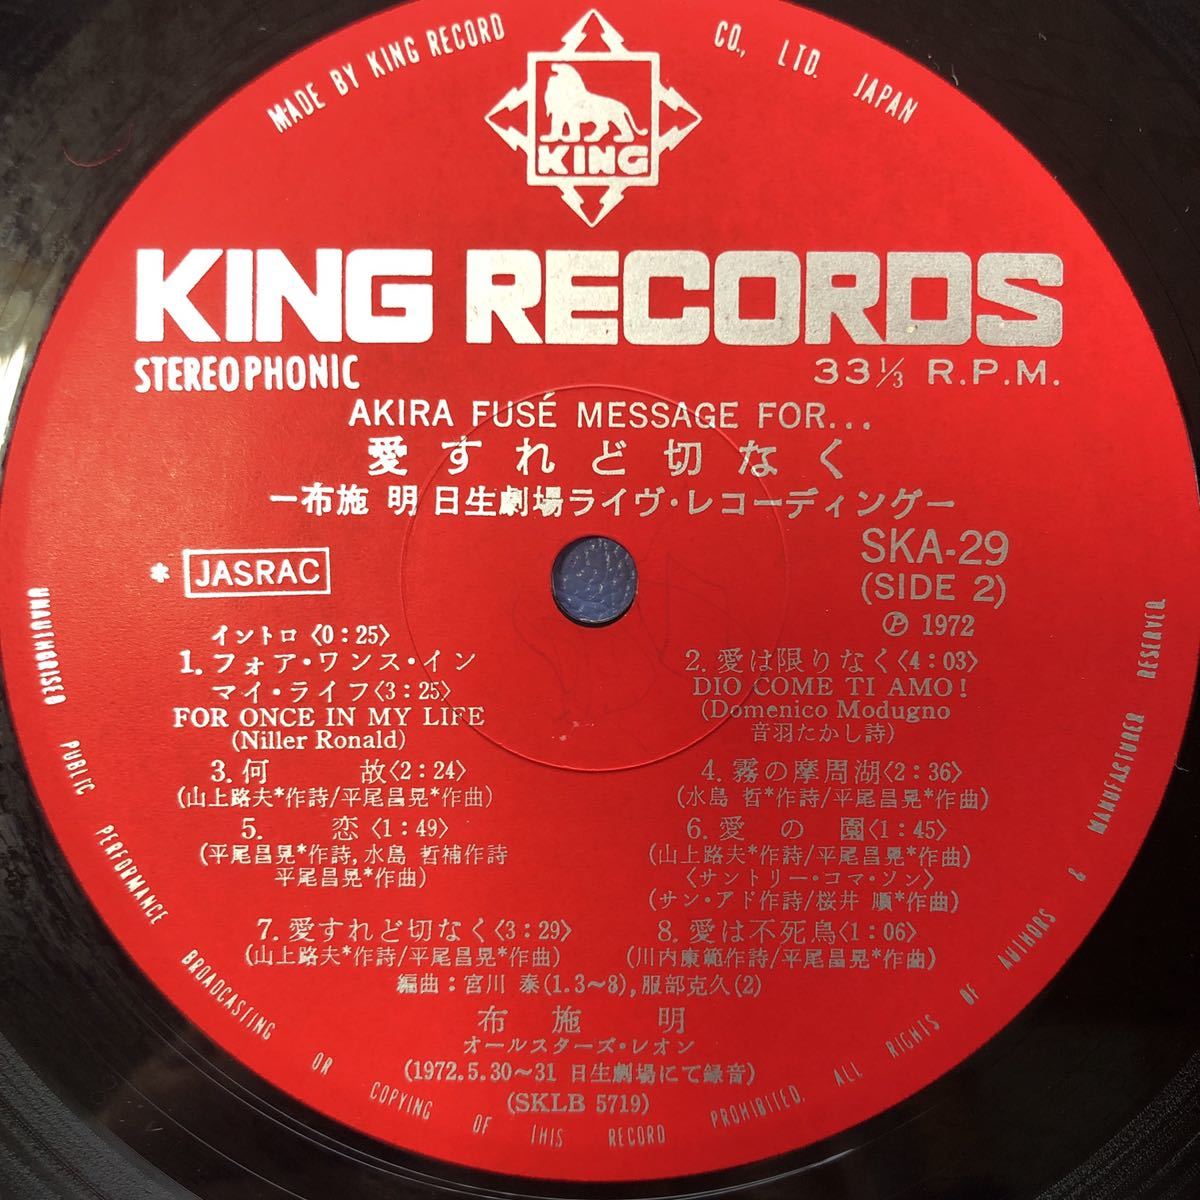 MADE BY KING RECORD CO., LTD. JAPAN
KING
KING RECORDS
STEREOPHONIC
33⅓ R.P.M.
AKIRA FUSÉ MESSAGE FOR...
愛すれど切なく
ー布施 明 日生劇場ライヴ・レコーディングー
* JASRAC
SKA-29
(SIDE 2)
Ⓟ 1972
イントロ〈0:25〉
1. フォア・ワンス・イン
マイ・ライフ〈3:25〉
FOR ONCE IN MY LIFE
(Niller Ronald)
2. 愛は限りなく〈4:03〉
DIO COME TI AMO!
(Domenico Modugno
音羽たかし詩)
3. 何 故〈2:24〉
(山上路夫*作詩/平尾昌晃*作曲)
4. 霧の摩周湖〈2:36〉
(水島 哲*作詩/平尾昌晃*作曲)
5. 恋〈1:49〉
(平尾昌晃*作詩,水島 哲補作詩
平尾昌晃*作曲)
6. 愛の園〈1:45〉
(山上路夫*作詩/平尾昌晃*作曲)
〈サントリー・コマ・ソン〉
(サン・アド作詩/桜井 順*作曲)
7. 愛すれど切なく〈3:29〉
(山上路夫*作詩/平尾昌晃*作曲)
8. 愛は不死鳥〈1:06〉
(川内康範作詩/平尾昌晃*作曲)
編曲:宮川 泰(1.3~8),服部克久(2)
布施 明
オールスターズ・レオン
(1972.5.30~31 日生劇場にて録音)
(SKLB 5719)
UNAUTHORISED PUBLIC PERFORMANCE BROADCASTING OR COPYING OF THIS RECORD PROHIBITED. ALL RIGHTS OF AUTHORS & MANUFACTURER RESERVED